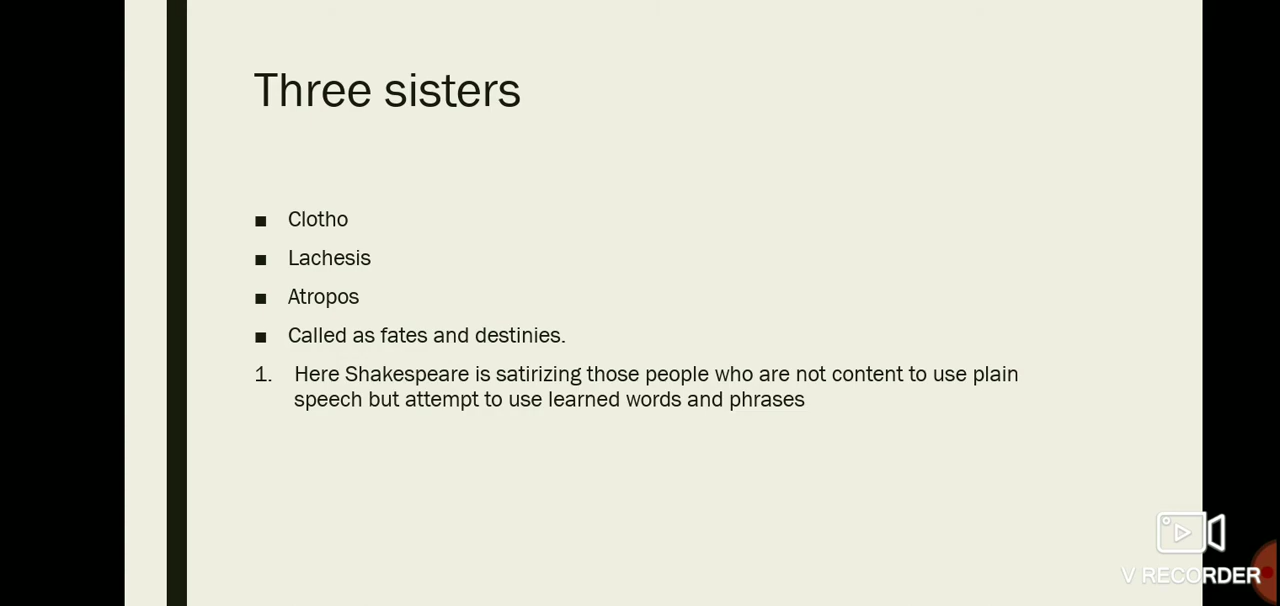 Three sisters
Clotho
Lachesis
Atropos
Called as fates and destinies.
1. Here Shakespeare is satirizing those people who are not content to use plain
speech but attempt to use learned words and phrases
V RECORDER